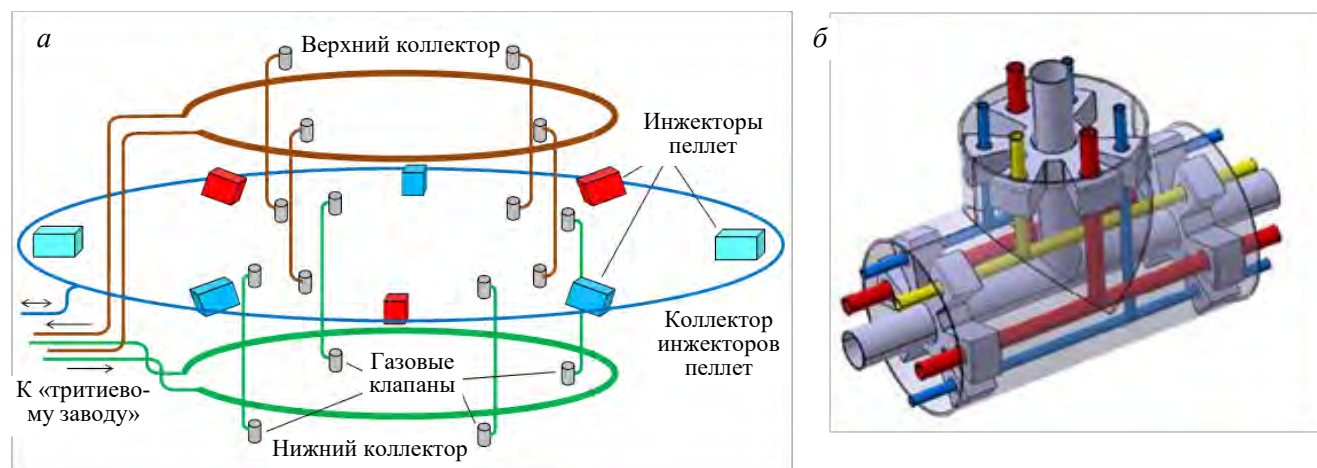 а
Верхний коллектор
б
Инжекторы
пеллет
Коллектор
инжекторов
пеллет
Газовые
клапаны
К «тритиево-
му заводу»
Нижний коллектор